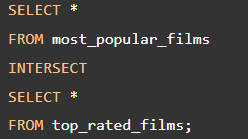 SELECT *
FROM most_popular_films
INTERSECT
SELECT *
FROM top_rated_films;